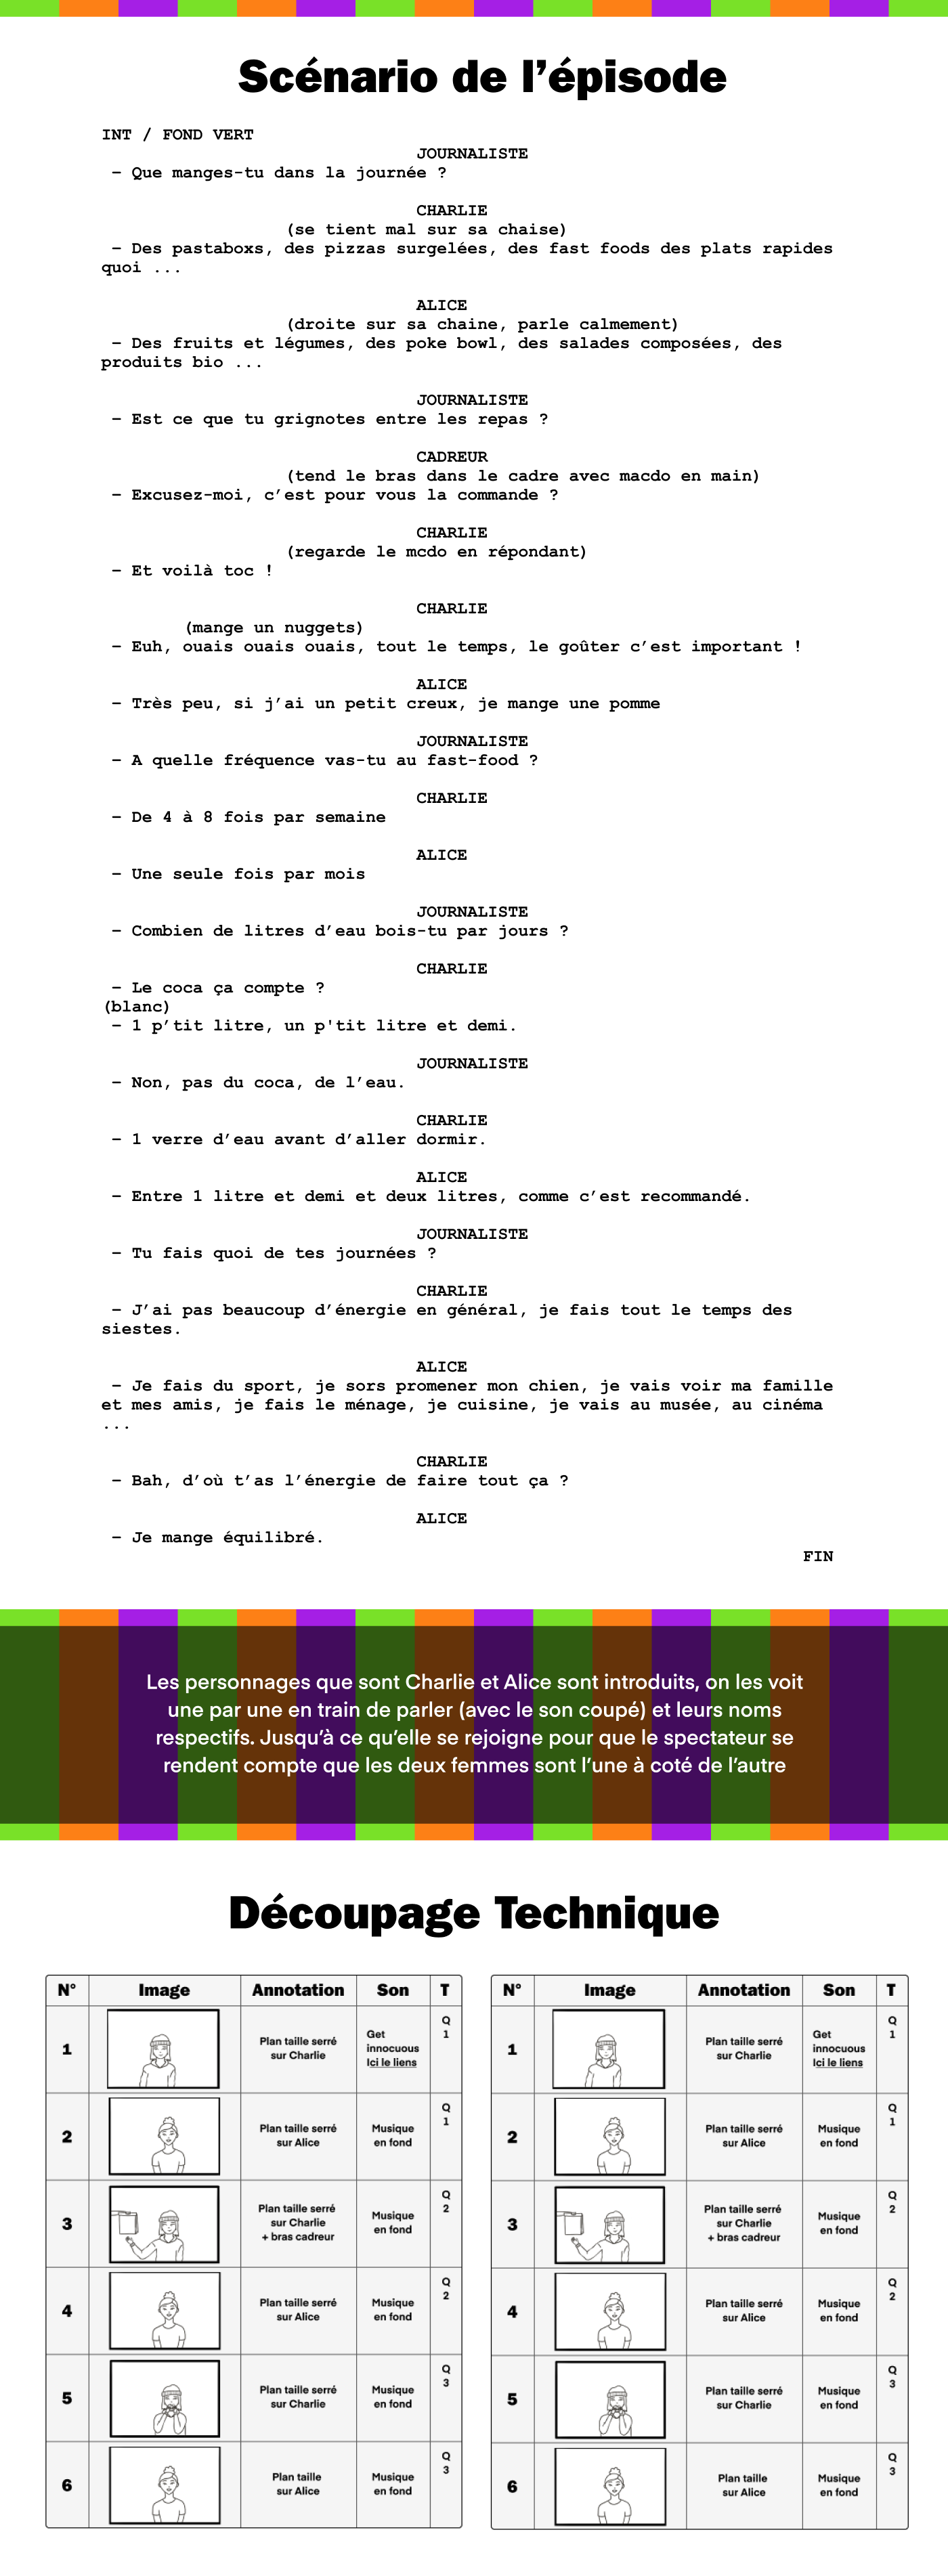 Scénario de l’épisode
INT / FOND VERT
JOURNALISTE
– Que manges-tu dans la journée ?
CHARLIE
(se tient mal sur sa chaise)
– Des pastaboxs, des pizzas surgelées, des fast foods des plats rapides
quoi ...
ALICE
(droite sur sa chaine, parle calmement)
– Des fruits et légumes, des poke bowl, des salades composées, des
produits bio ...
JOURNALISTE
– Est ce que tu grignotes entre les repas ?
CADREUR
(tend le bras dans le cadre avec macdo en main)
– Excusez-moi, c’est pour vous la commande ?
CHARLIE
(regarde le mcdo en répondant)
– Et voilà toc !
CHARLIE
(mange un nuggets)
– Euh, ouais ouais ouais, tout le temps, le goûter c’est important !
ALICE
– Très peu, si j’ai un petit creux, je mange une pomme
JOURNALISTE
– A quelle fréquence vas-tu au fast-food ?
CHARLIE
– De 4 à 8 fois par semaine
ALICE
– Une seule fois par mois
JOURNALISTE
– Combien de litres d’eau bois-tu par jours ?
CHARLIE
– Le coca ça compte ?
(blanc)
– 1 p’tit litre, un p'tit litre et demi.
JOURNALISTE
– Non, pas du coca, de l’eau.
CHARLIE
– 1 verre d’eau avant d’aller dormir.
ALICE
– Entre 1 litre et demi et deux litres, comme c’est recommandé.
JOURNALISTE
– Tu fais quoi de tes journées ?
CHARLIE
– J’ai pas beaucoup d’énergie en général, je fais tout le temps des
siestes.
ALICE
– Je fais du sport, je sors promener mon chien, je vais voir ma famille
et mes amis, je fais le ménage, je cuisine, je vais au musée, au cinéma
...
CHARLIE
– Bah, d’où t’as l’énergie de faire tout ça ?
ALICE
– Je mange équilibré.
FIN
Les personnages que sont Charlie et Alice sont introduits, on les voit
une par une en train de parler (avec le son coupé) et leurs noms
respectifs. Jusqu’à ce qu’elle se rejoigne pour que le spectateur se
rendent compte que les deux femmes sont l’une à coté de l’autre
Découpage Technique
N° Image Annotation Son T
1
Plan taille serré
sur Charlie
Get
innocuous
Ici le liens
Q
1
2
Plan taille serré
sur Alice
Musique
en fond
Q
1
3
Plan taille serré
sur Charlie
+ bras cadreur
Musique
en fond
Q
2
4
Plan taille serré
sur Alice
Musique
en fond
Q
2
5
Plan taille serré
sur Charlie
Musique
en fond
Q
3
6
Plan taille
sur Alice
Musique
en fond
Q
3
N° Image Annotation Son T
1
Plan taille serré
sur Charlie
Get
innocuous
Ici le liens
Q
1
2
Plan taille serré
sur Alice
Musique
en fond
Q
1
3
Plan taille serré
sur Charlie
+ bras cadreur
Musique
en fond
Q
2
4
Plan taille serré
sur Alice
Musique
en fond
Q
2
5
Plan taille serré
sur Charlie
Musique
en fond
Q
3
6
Plan taille
sur Alice
Musique
en fond
Q
3